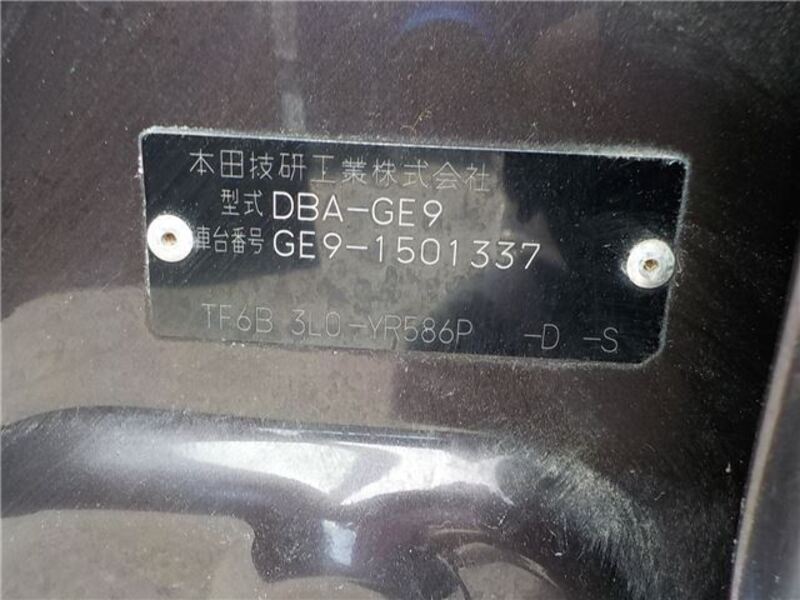 本田技研工業株式会社
型式 DBA-GE9
車台番号 GE9-1501337
TF6B 3L0-YR586P -D -S